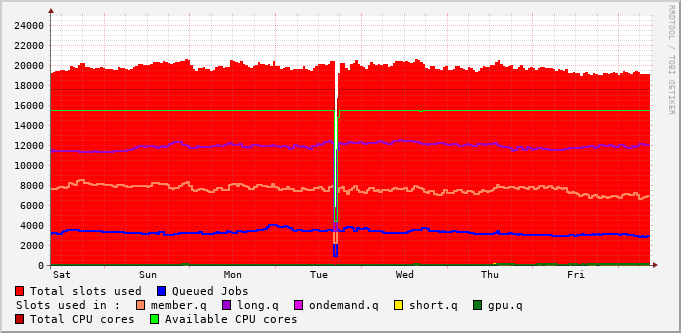 24000
22000
20000
18000
16000
14000
12000
10000
8000
6000
4000
2000
0
Sat Sun Mon Tue Wed Thu Fri
Total slots used Queued Jobs
Slots used in : member.q long.q ondemand.q short.q gpu.q
Total CPU cores Available CPU cores
RRDTOOL / TOBI OETIKER